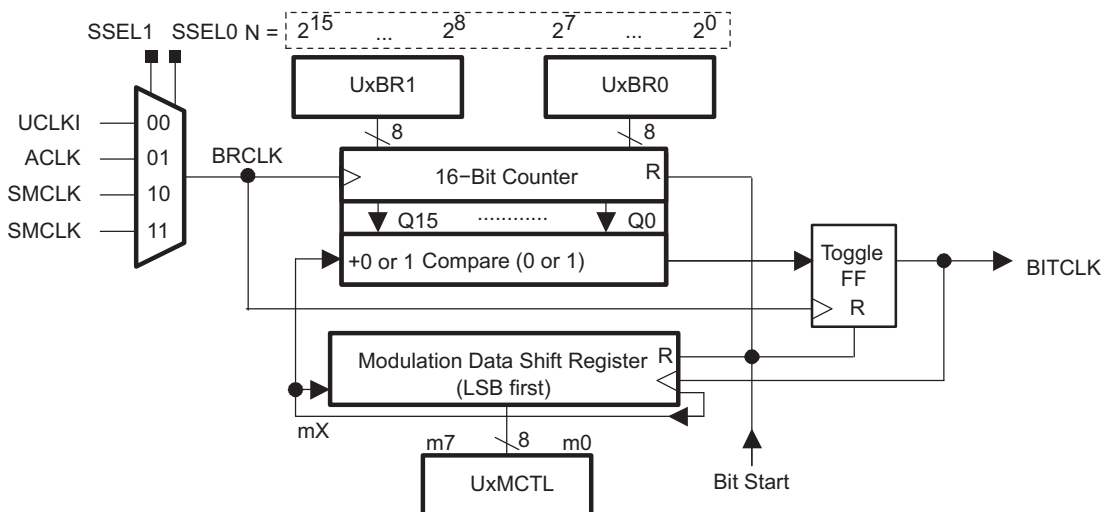 SSEL1 SSEL0 N = 2^15 ... 2^8 2^7 ... 2^0
UxBR1 UxBR0
8 8
UCLKI 00
ACLK 01
SMCLK 10
SMCLK 11
BRCLK
16−Bit Counter R
Q15 ............ Q0
+0 or 1 Compare (0 or 1)
Toggle
FF
R
BITCLK
Modulation Data Shift Register R
(LSB first)
mX
m7 8 m0
UxMCTL
Bit Start